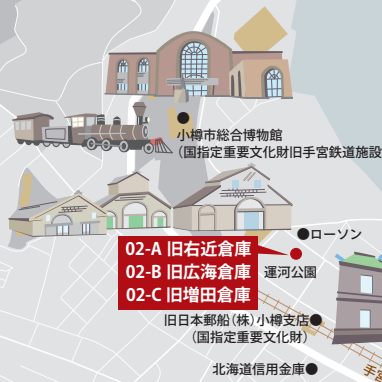 小樽市総合博物館
（国指定重要文化財旧手宮鉄道施設
ローソン
02-A 旧右近倉庫
02-B 旧広海倉庫
02-C 旧増田倉庫
運河公園
旧日本郵船（株）小樽支店
（国指定重要文化財）
北海道信用金庫
手宮